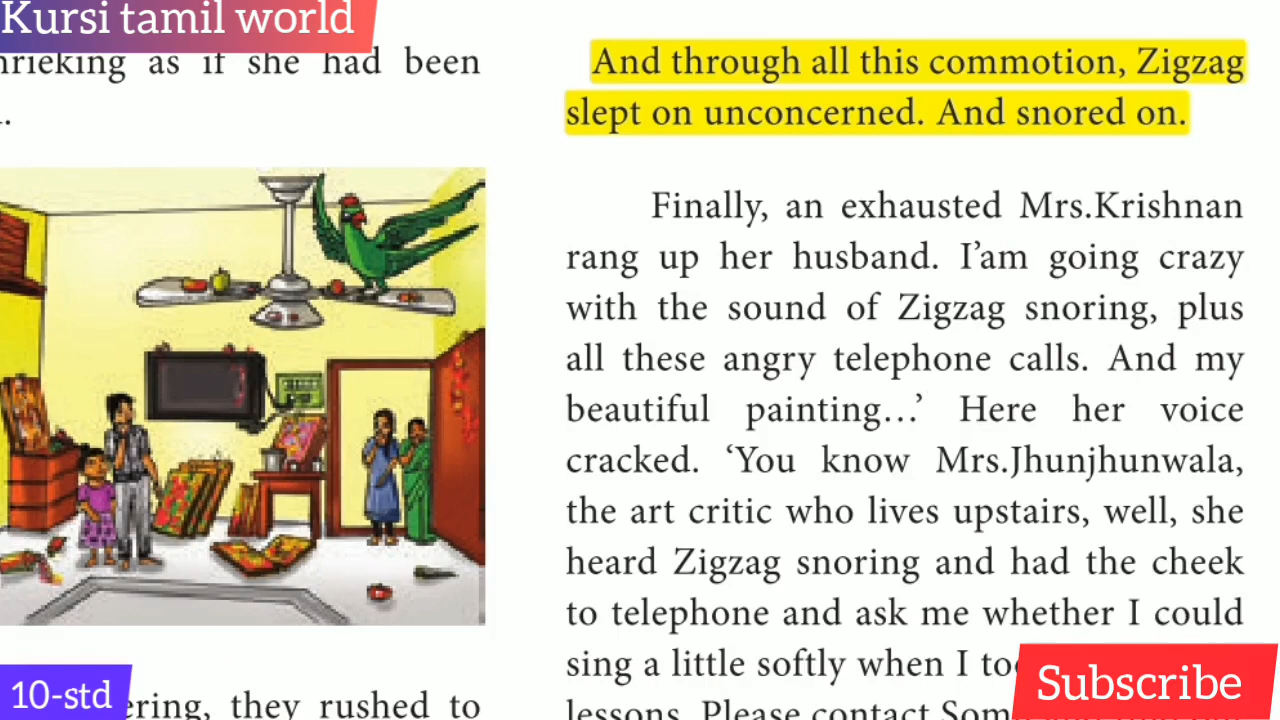 Kursi tamil world
as if she had been
And through all this commotion, Zigzag
slept on unconcerned. And snored on.
Finally, an exhausted Mrs.Krishnan
rang up her husband. I’am going crazy
with the sound of Zigzag snoring, plus
all these angry telephone calls. And my
beautiful painting...’ Here her voice
cracked. ‘You know Mrs.Jhunjhunwala,
the art critic who lives upstairs, well, she
heard Zigzag snoring and had the cheek
to telephone and ask me whether I could
sing a little softly when I
lessons. Please contact
they rushed to
10-std
Subscribe